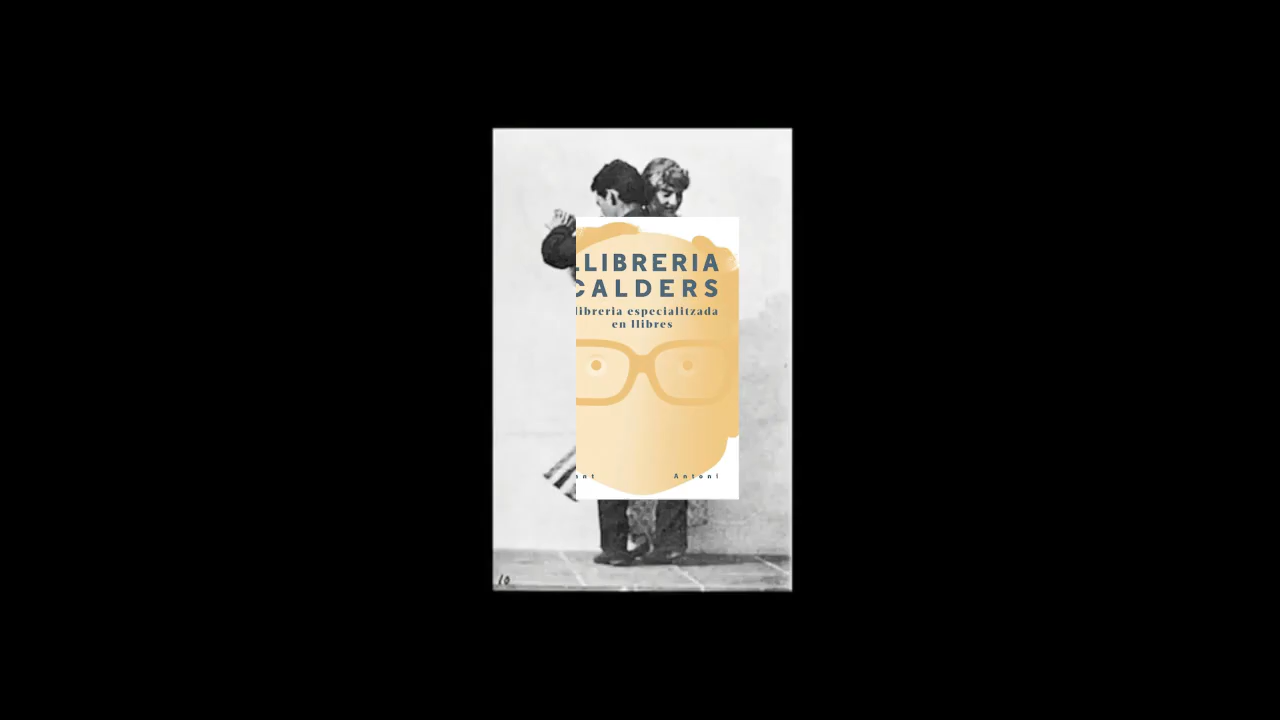 LLIBRERIA
CALDERS
llibreria especialitzada
en llibres
Antoni
10